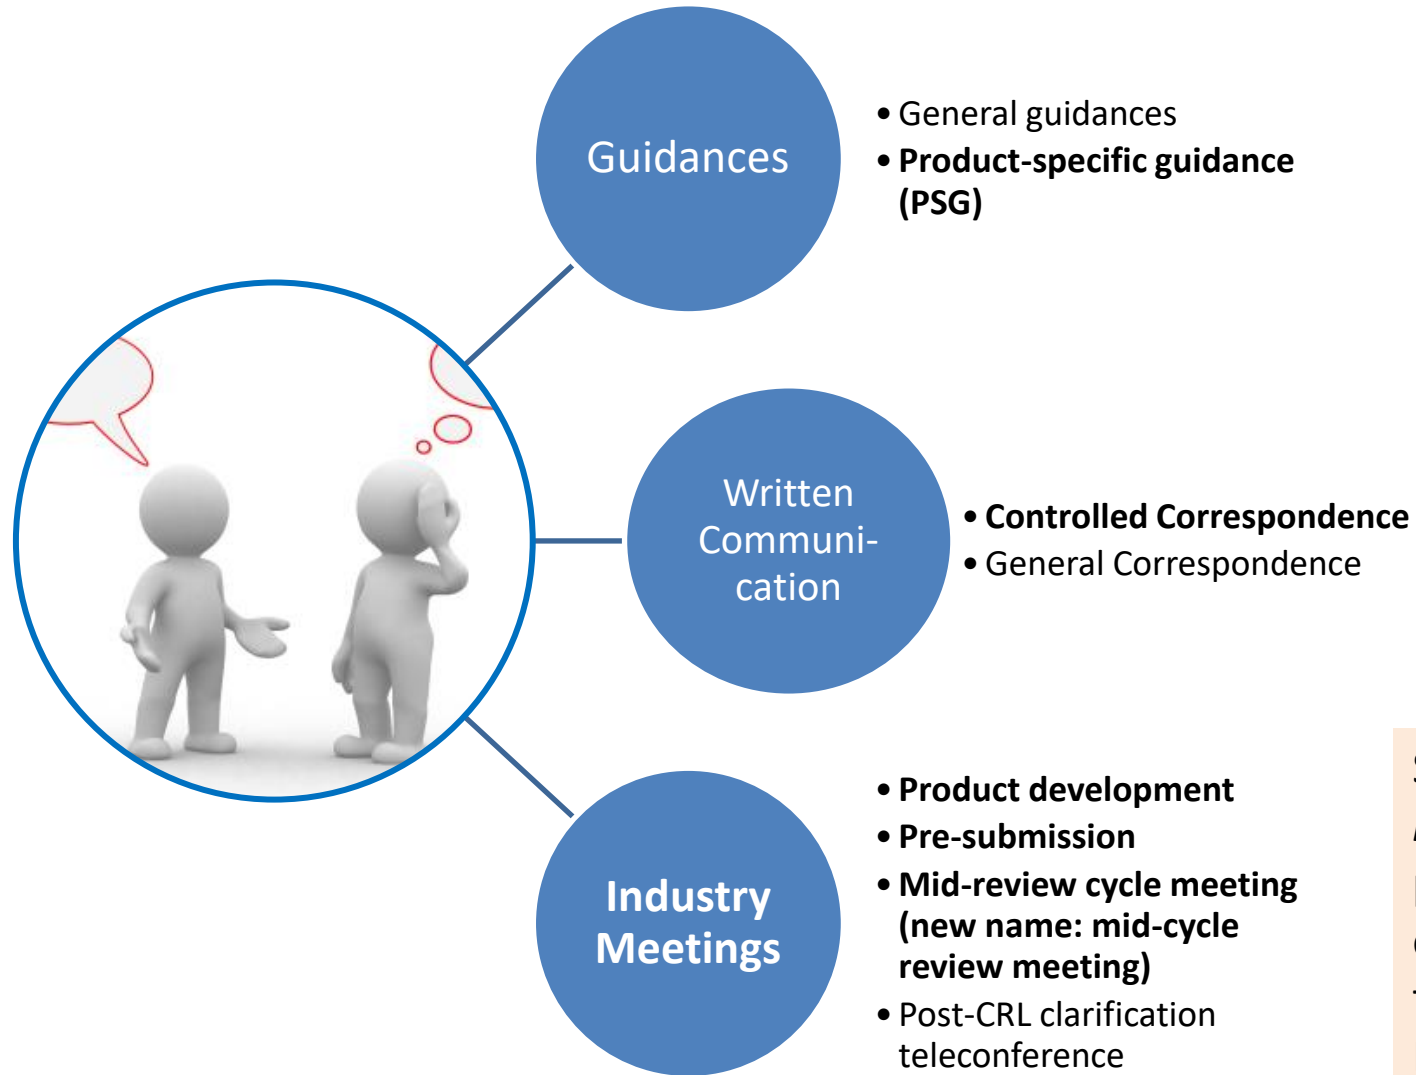 Guidances
• General guidances
• Product-specific guidance
(PSG)
Written
Communi-
cation
• Controlled Correspondence
• General Correspondence
Industry
Meetings
• Product development
• Pre-submission
• Mid-review cycle meeting
(new name: mid-cycle
review meeting)
• Post-CRL clarification
teleconference